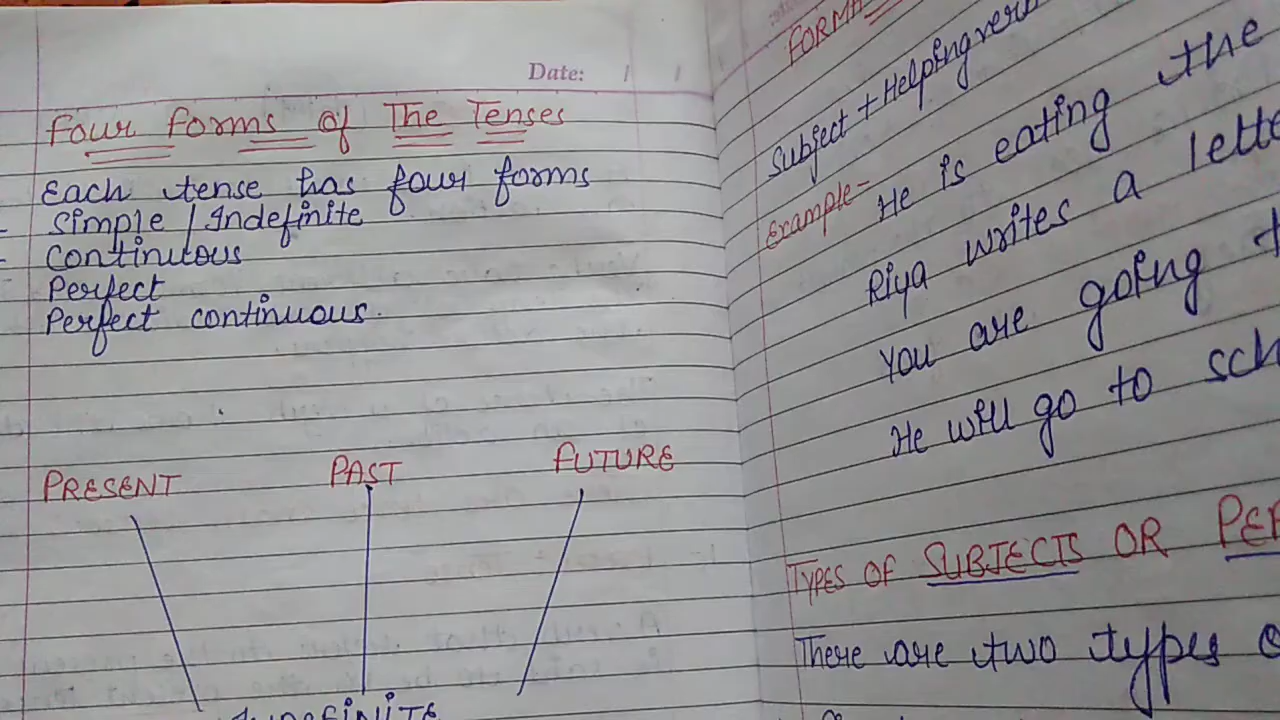 Date:
Four Forms of The Tenses
Each tense has four forms
Simple / Indefinite
Continuous
Perfect
Perfect continuous.
PRESENT PAST FUTURE
INDEFINITE
Subject + Helping verb
Example-
He is eating the
Riya writes a
You are going
He will go to
TYPES OF SUBJECTS OR
There are two types